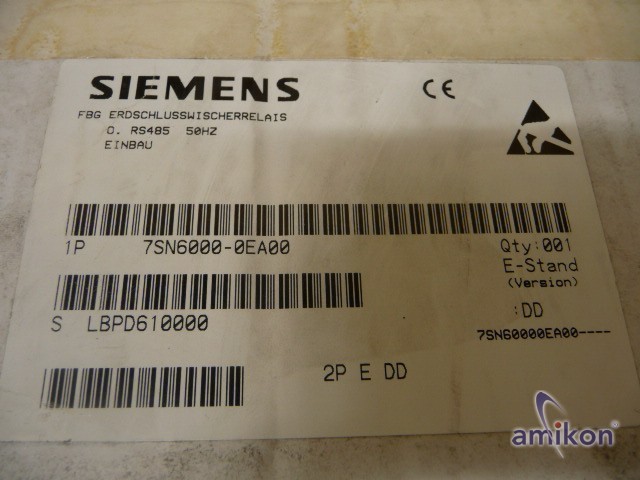 SIEMENS
CE
FBG ERDSCHLUSSWISCHERRELAIS
O. RS485 50HZ
EINBAU
1P 7SN6000-0EA00
Qty:001
E-Stand
(Version)
S LBPD610000
:DD
7SN60000EA00----
2P E DD
amikon®